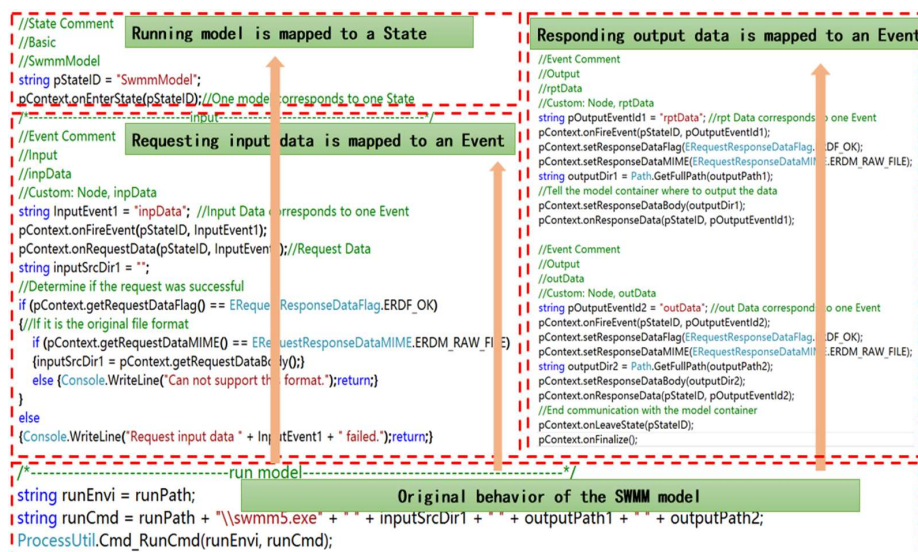 //State Comment
//Basic
//SwmmModel
Running model is mapped to a State
string pStateID = "SwmmModel";
pContext.onEnterState(pStateID);//One model corresponds to one State
/*------------------------------input------------------------------*/
//Event Comment
//Input
//inpData
Requesting input data is mapped to an Event
//Custom: Node, inpData
string InputEvent1 = "inpData"; //Input Data corresponds to one Event
pContext.onFireEvent(pStateID, InputEvent1);
pContext.onRequestData(pStateID, InputEvent1);//Request Data
string inputSrcDir1 = "";
//Determine if the request was successful
if (pContext.getRequestDataFlag() == ERequestResponseDataFlag.ERDF_OK)
{//If it is the original file format
if (pContext.getRequestDataMIME() == ERequestResponseDataMIME.ERDM_RAW_FILE)
{inputSrcDir1 = pContext.getRequestDataBody();}
else {Console.WriteLine("Can not support this format.");return;}
}
else
{Console.WriteLine("Request input data " + InputEvent1 + " failed.");return;}
Responding output data is mapped to an Event
//Event Comment
//Output
//rptData
//Custom: Node, rptData
string pOutputEventId1 = "rptData"; //rpt Data corresponds to one Event
pContext.onFireEvent(pStateID, pOutputEventId1);
pContext.setResponseDataFlag(ERequestResponseDataFlag.ERDF_OK);
pContext.setResponseDataMIME(ERequestResponseDataMIME.ERDM_RAW_FILE);
string outputDir1 = Path.GetFullPath(outputPath1);
//Tell the model container where to output the data
pContext.setResponseDataBody(outputDir1);
pContext.onResponseData(pStateID, pOutputEventId1);
//Event Comment
//Output
//outData
//Custom: Node, outData
string pOutputEventId2 = "outData"; //out Data corresponds to one Event
pContext.onFireEvent(pStateID, pOutputEventId2);
pContext.setResponseDataFlag(ERequestResponseDataFlag.ERDF_OK);
pContext.setResponseDataMIME(ERequestResponseDataMIME.ERDM_RAW_FILE);
string outputDir2 = Path.GetFullPath(outputPath2);
pContext.setResponseDataBody(outputDir2);
pContext.onResponseData(pStateID, pOutputEventId2);
//End communication with the model container
pContext.onLeaveState(pStateID);
pContext.onFinalize();
/*------------------------------run model------------------------------*/
string runEnvi = runPath;
Original behavior of the SWMM model
string runCmd = runPath + "\\swmm5.exe" + " " + inputSrcDir1 + " " + outputPath1 + " " + outputPath2;
ProcessUtil.Cmd_RunCmd(runEnvi, runCmd);